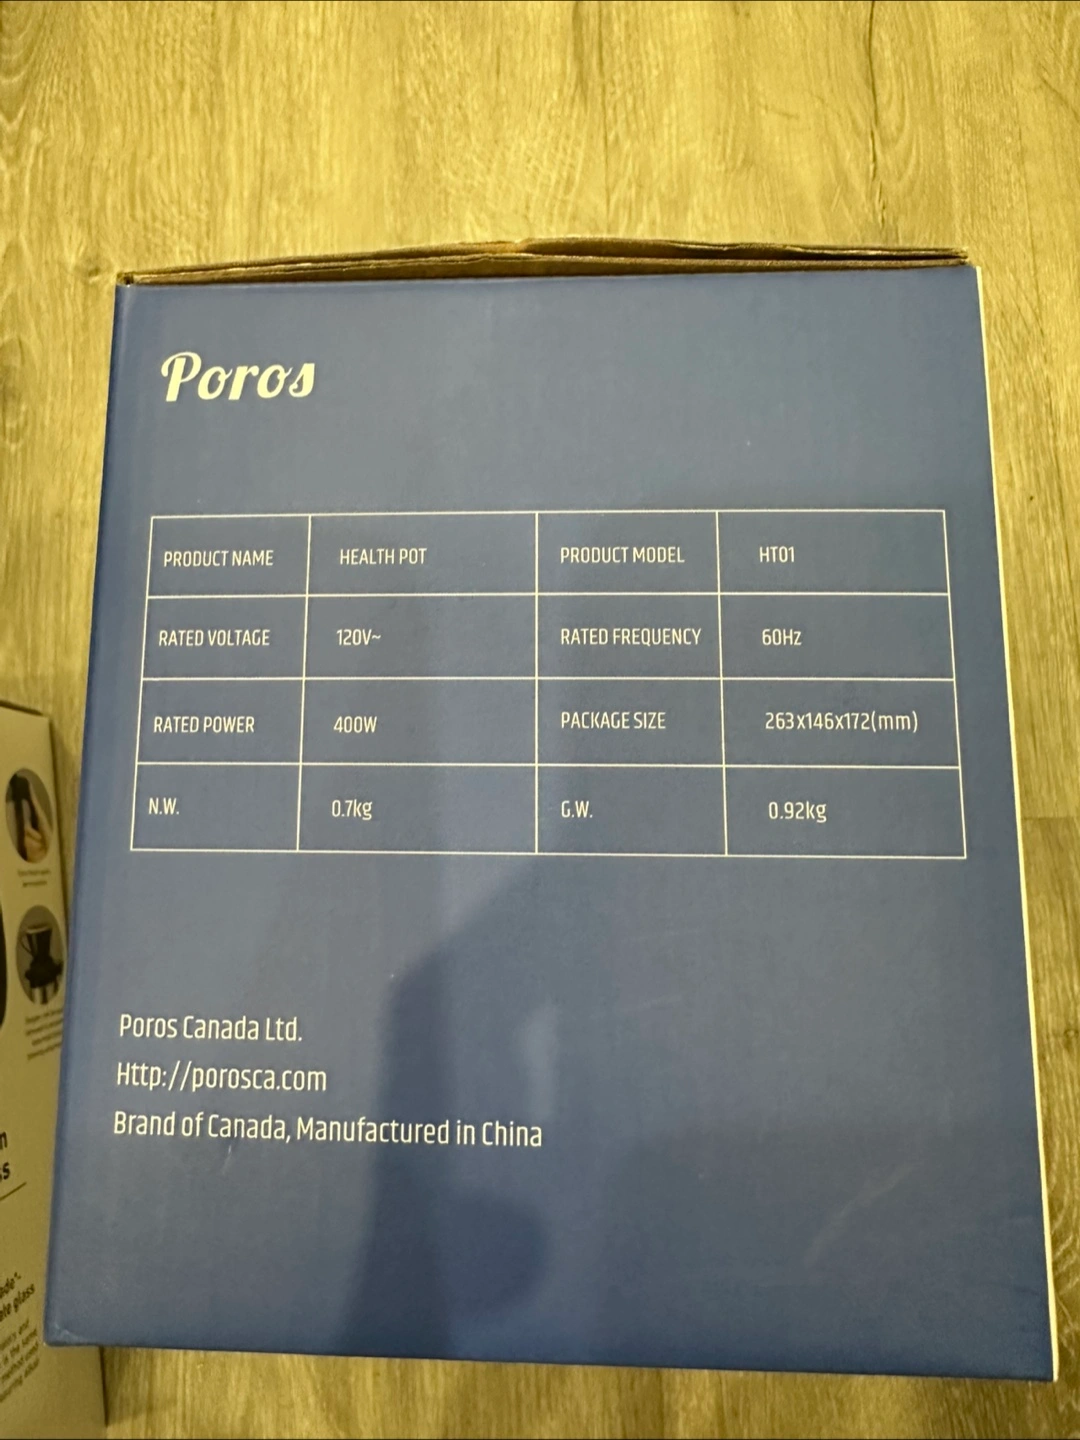 Poros
PRODUCT NAME HEALTH POT PRODUCT MODEL HT01
RATED VOLTAGE 120V~ RATED FREQUENCY 60Hz
RATED POWER 400W PACKAGE SIZE 263x146x172(mm)
N.W. 0.7kg G.W. 0.92kg
Poros Canada Ltd.
Http://porosca.com
Brand of Canada, Manufactured in China